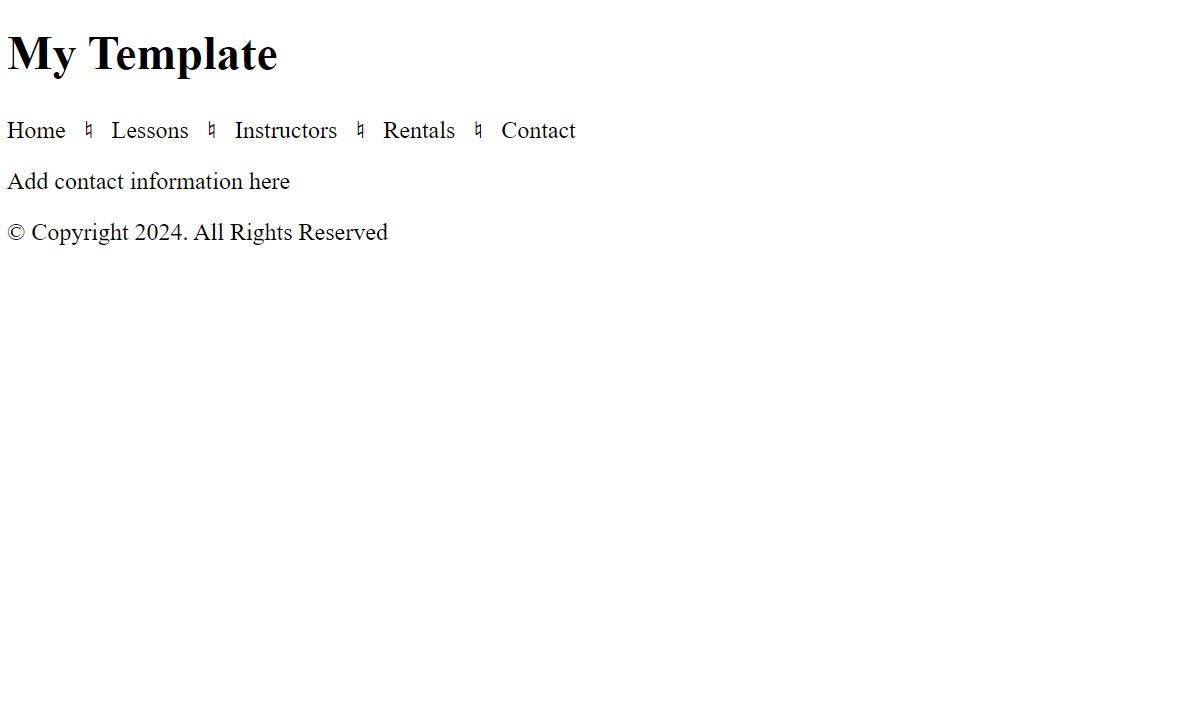 My Template
Home ♮ Lessons ♮ Instructors ♮ Rentals ♮ Contact
Add contact information here
© Copyright 2024. All Rights Reserved